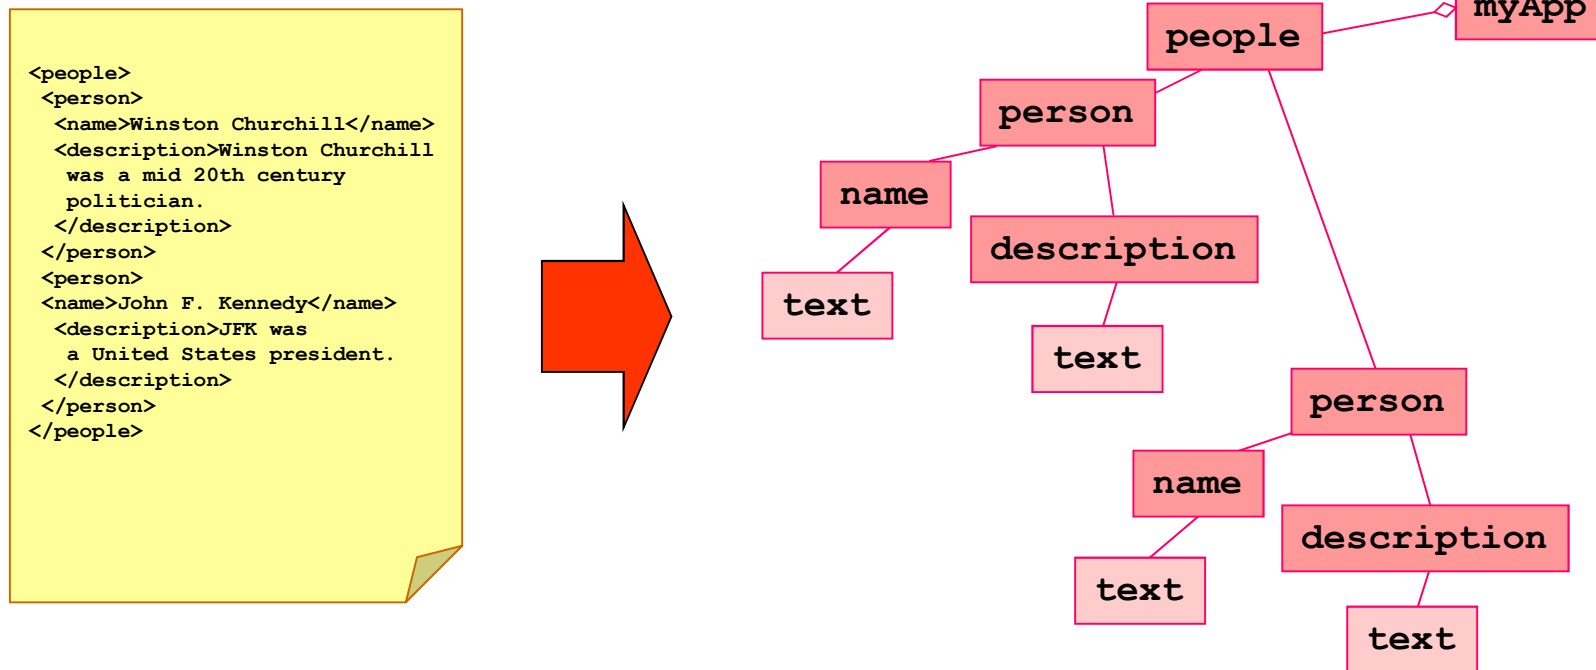 <people>
<person>
<name>Winston Churchill</name>
<description>Winston Churchill
was a mid 20th century
politician.
</description>
</person>
<person>
<name>John F. Kennedy</name>
<description>JFK was
a United States president.
</description>
</person>
</people>
myApp
people
person
name
description
text
text
person
name
description
text
text